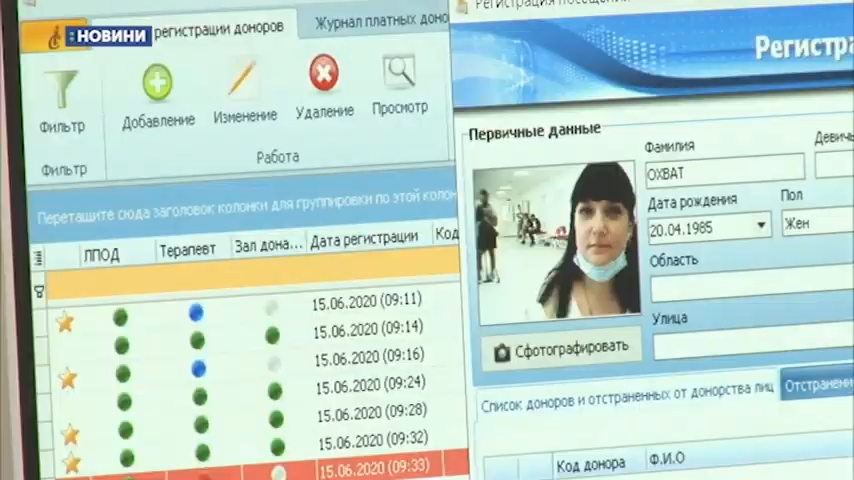 НОВИНИ
регистрации доноров
Журнал платных доно
Фильтр
Добавление
Изменение
Удаление
Просмотр
Фильтр
Работа
Перетащите сюда заголовок колонки для группировки по этой колон
ЛПОД
Терапевт
Зал дона...
Дата регистрации
Код
15.06.2020 (09:11)
15.06.2020 (09:14)
15.06.2020 (09:16)
15.06.2020 (09:24)
15.06.2020 (09:28)
15.06.2020 (09:32)
15.06.2020 (09:33)
Регистрация посещения
Регистра
Первичные данные
Фамилия
Девичь
ОХВАТ
Дата рождения
Пол
20.04.1985
Жен
Область
Улица
Сфотографировать
Список доноров и отстраненных от донорства лиц
Отстранени
Код донора
Ф.И.О